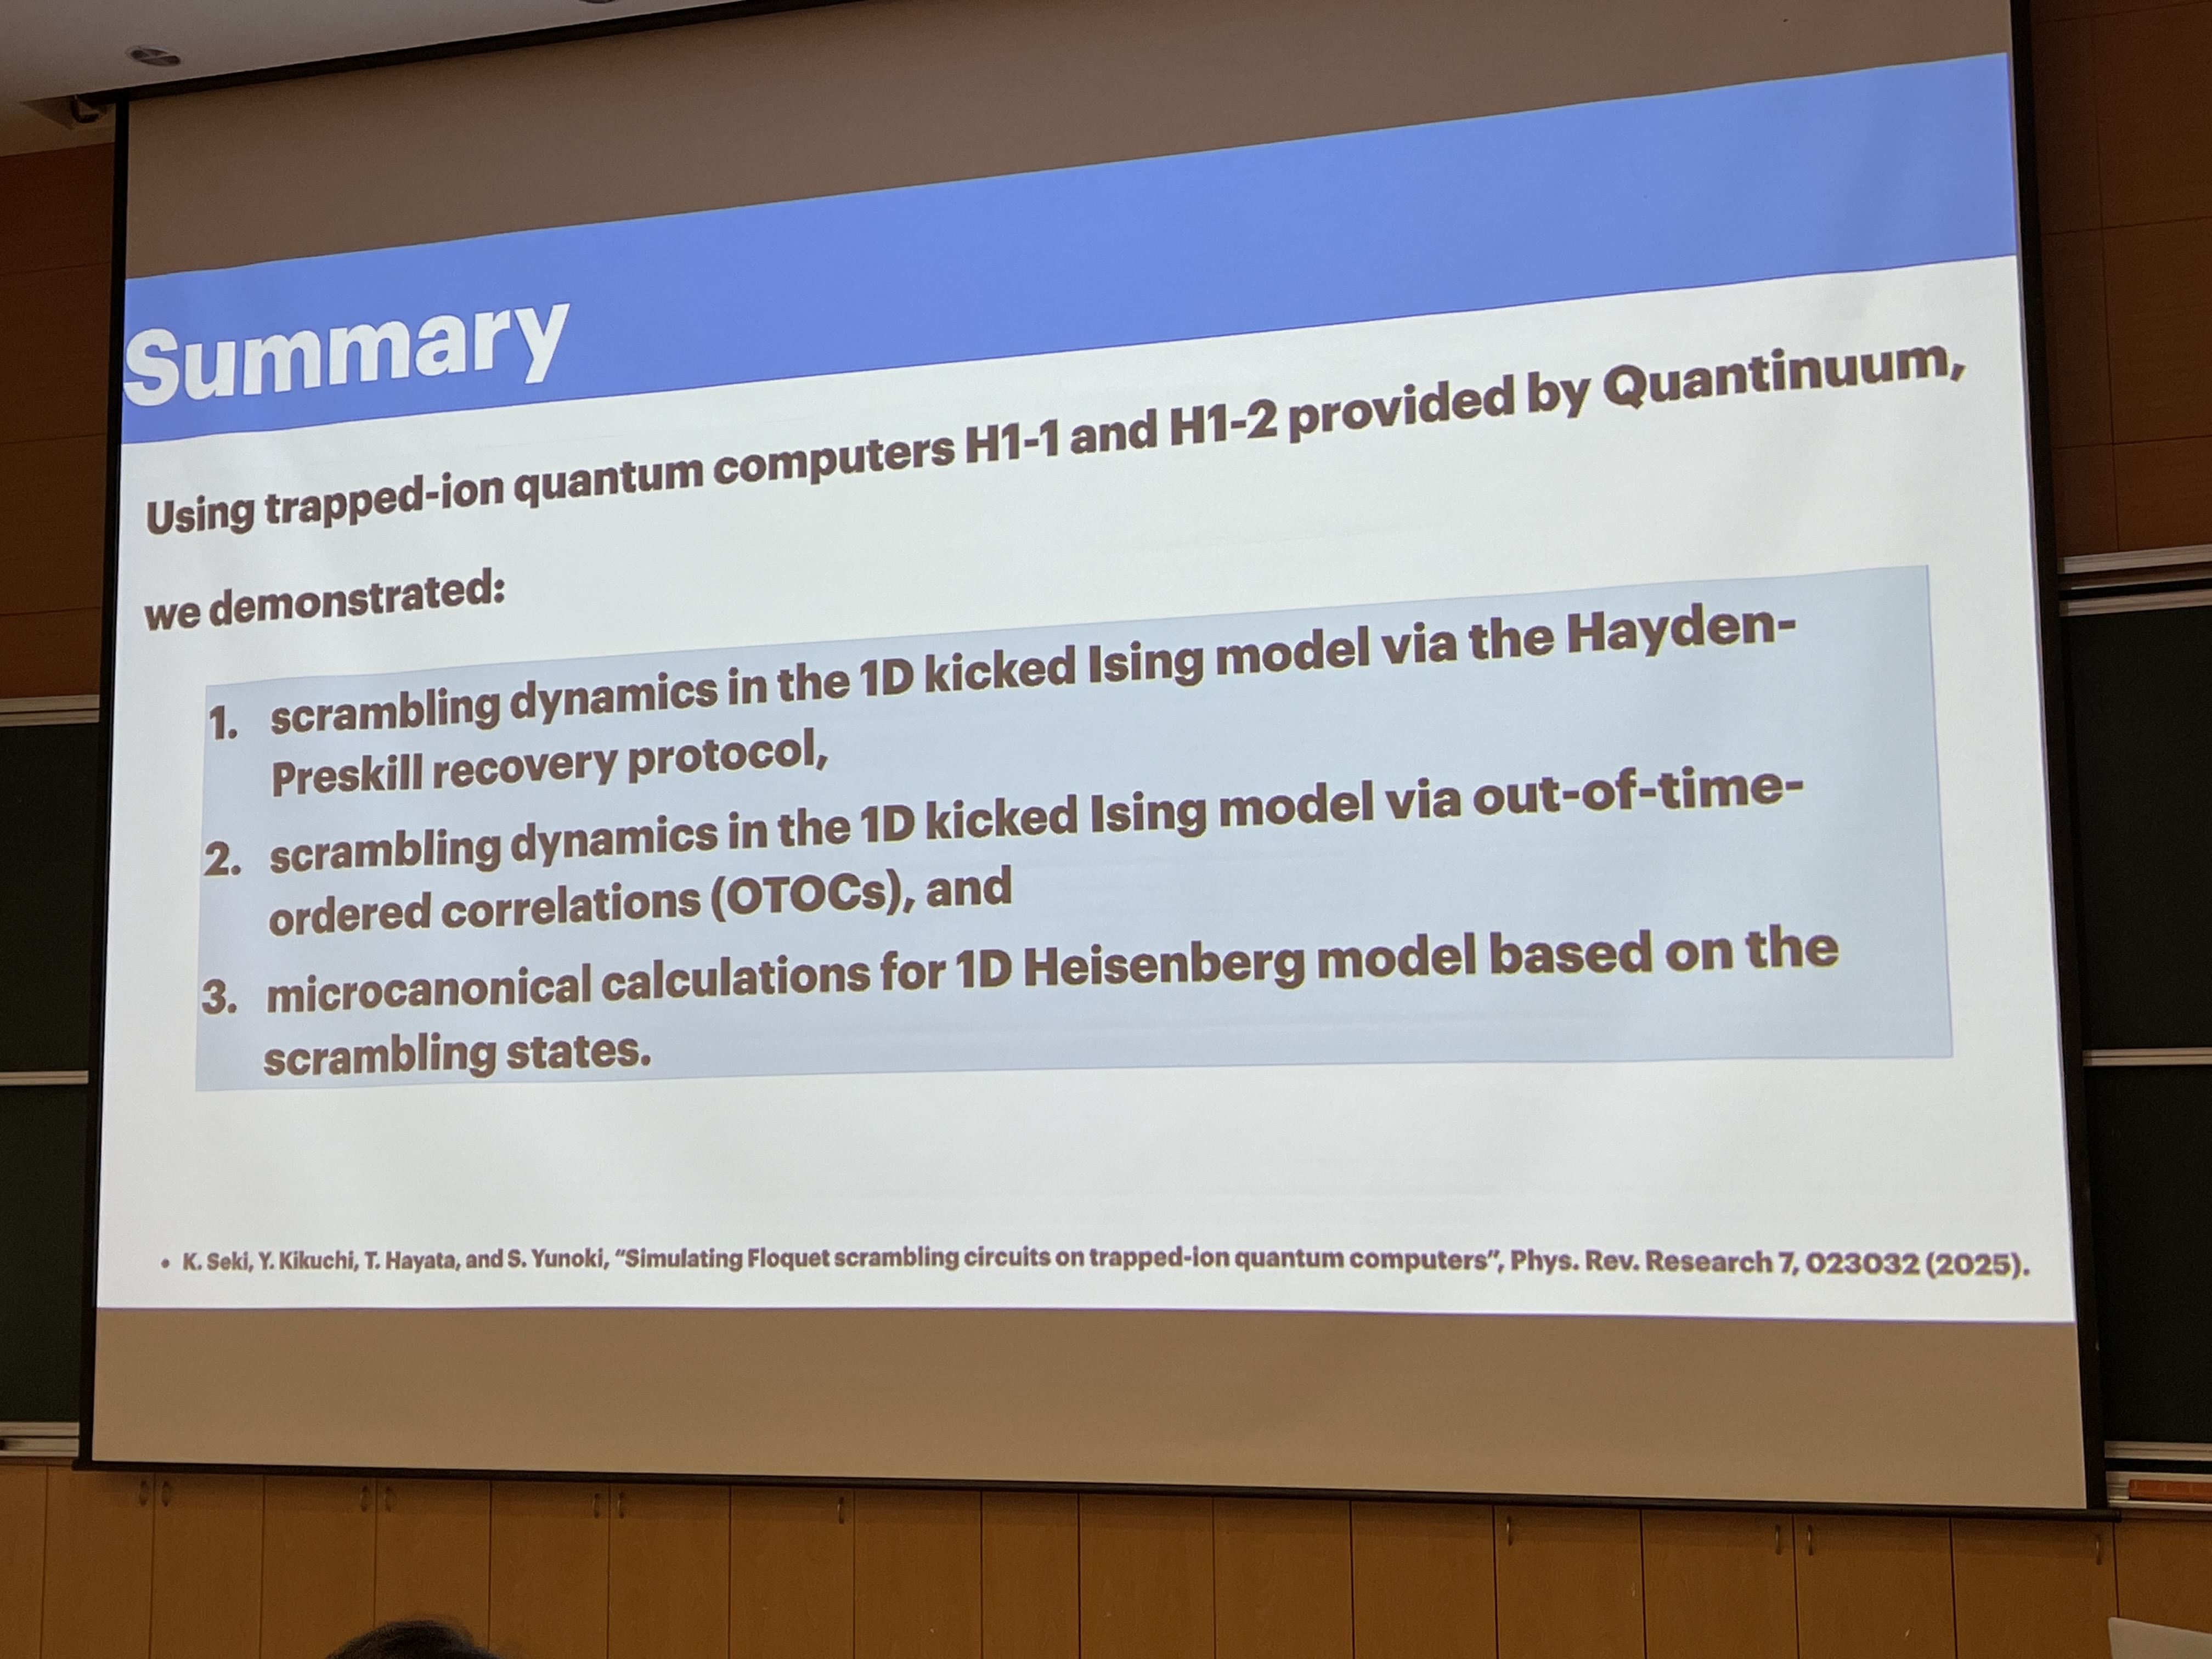 Summary
Using trapped-ion quantum computers H1-1 and H1-2 provided by Quantinuum,
we demonstrated:
1. scrambling dynamics in the 1D kicked Ising model via the Hayden-
Preskill recovery protocol,
2. scrambling dynamics in the 1D kicked Ising model via out-of-time-
ordered correlations (OTOCs), and
3. microcanonical calculations for 1D Heisenberg model based on the
scrambling states.
• K. Seki, Y. Kikuchi, T. Hayata, and S. Yunoki, “Simulating Floquet scrambling circuits on trapped-ion quantum computers”, Phys. Rev. Research 7, 023032 (2025).